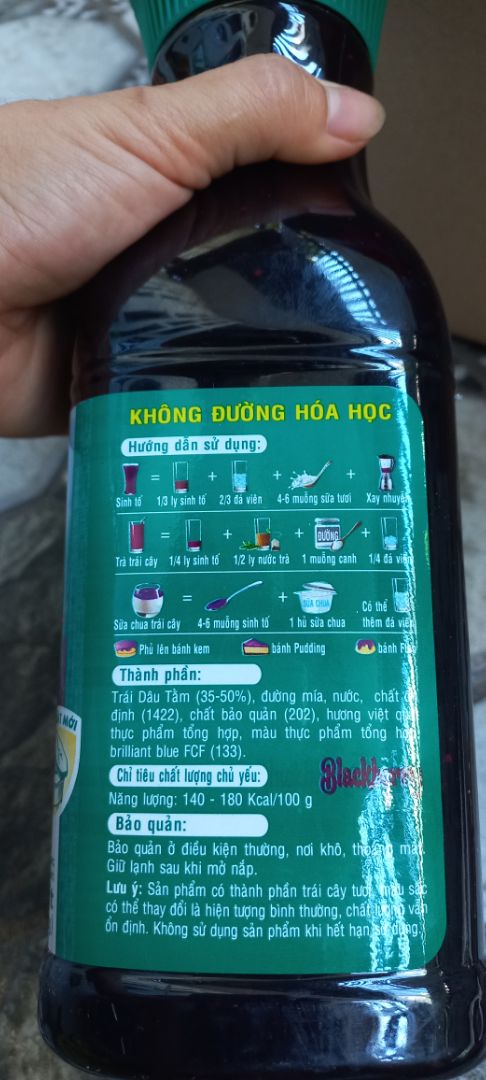 KHÔNG ĐƯỜNG HÓA HỌC
Hướng dẫn sử dụng:
= + + +
Sinh tố 1/3 ly sinh tố 2/3 đá viên 4-6 muỗng sữa tươi Xay nhuyễn
ĐƯỜNG
= + + +
Trà trái cây 1/4 ly sinh tố 1/2 ly nước trà 1 muỗng canh 1/4 đá viên
SỮA CHUA
= +
Sữa chua trái cây 4-6 muỗng sinh tố 1 hủ sữa chua Có thể
thêm đá viên
Phủ lên bánh kem bánh Pudding bánh
Thành phần:
Trái Dâu Tằm (35-50%), đường mía, nước, chất
định (1422), chất bảo quản (202), hương việt
thực phẩm tổng hợp, màu thực phẩm tổng hợp
brilliant blue FCF (133).
MỚI
Chỉ tiêu chất lượng chủ yếu:
Năng lượng: 140 - 180 Kcal/100 g
Bảo quản:
Bảo quản ở điều kiện thường, nơi khô, thoáng mát.
Giữ lạnh sau khi mở nắp.
Lưu ý: Sản phẩm có thành phần trái cây tươi, màu sắc
có thể thay đổi là hiện tượng bình thường, chất lượng vẫn
ổn định. Không sử dụng sản phẩm khi hết hạn sử dụng.